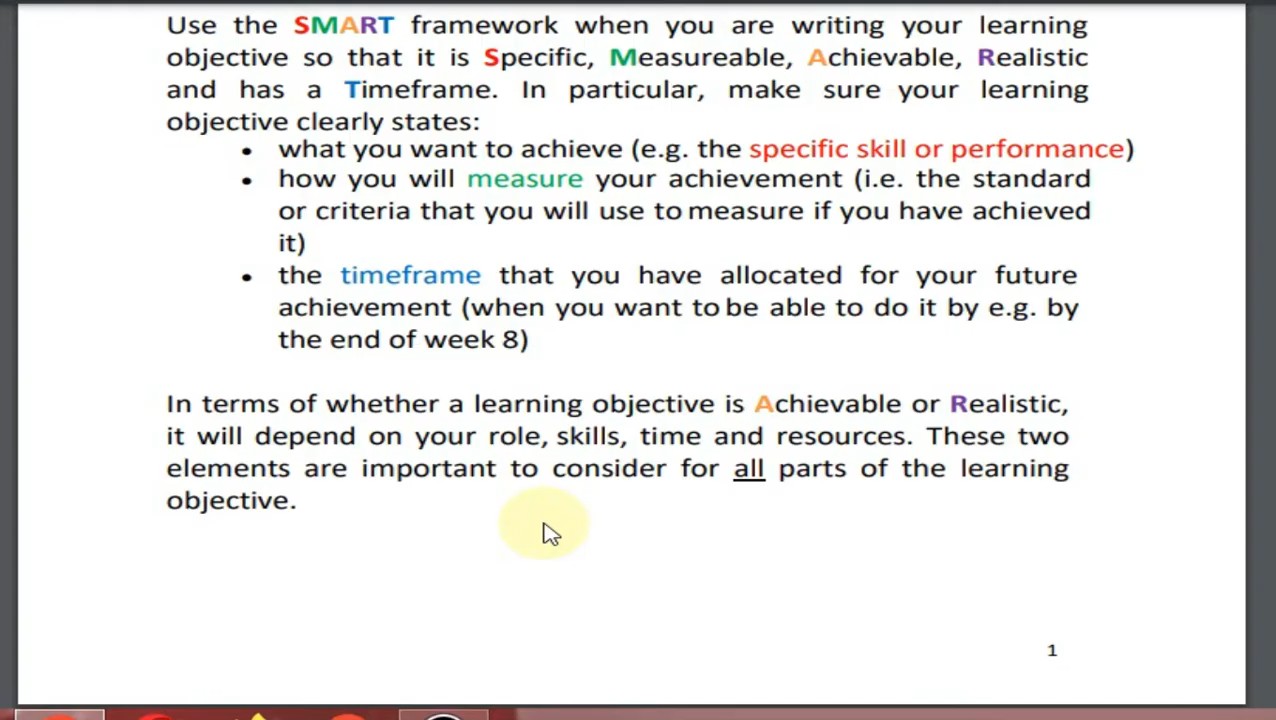 Use the SMART framework when you are writing your learning
objective so that it is Specific, Measureable, Achievable, Realistic
and has a Timeframe. In particular, make sure your learning
objective clearly states:
• what you want to achieve (e.g. the specific skill or performance)
• how you will measure your achievement (i.e. the standard
or criteria that you will use to measure if you have achieved
it)
• the timeframe that you have allocated for your future
achievement (when you want to be able to do it by e.g. by
the end of week 8)
In terms of whether a learning objective is Achievable or Realistic,
it will depend on your role, skills, time and resources. These two
elements are important to consider for all parts of the learning
objective.
1